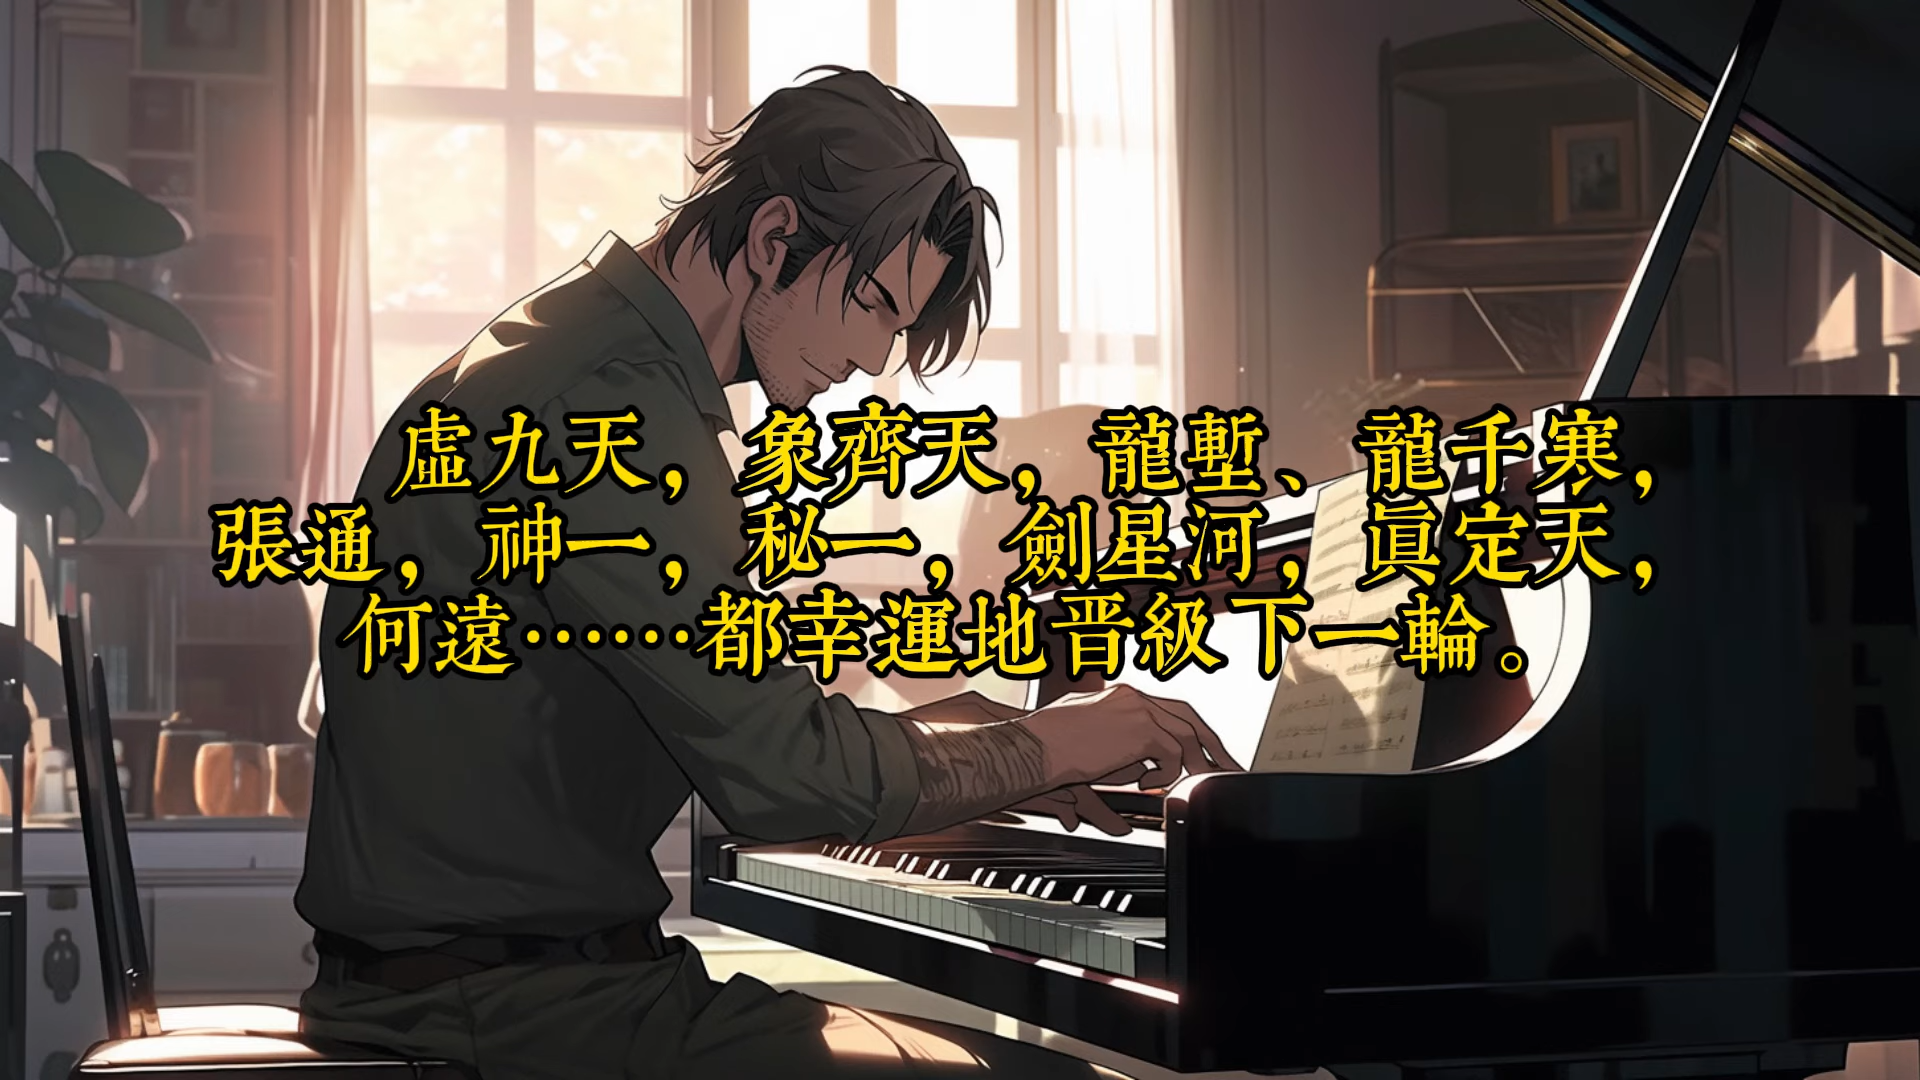 虛九天，象齊天，龍塹、龍千寒，
張通，神一，秘一，劍星河，眞定天，
何遠……都幸運地晋級下一輪。